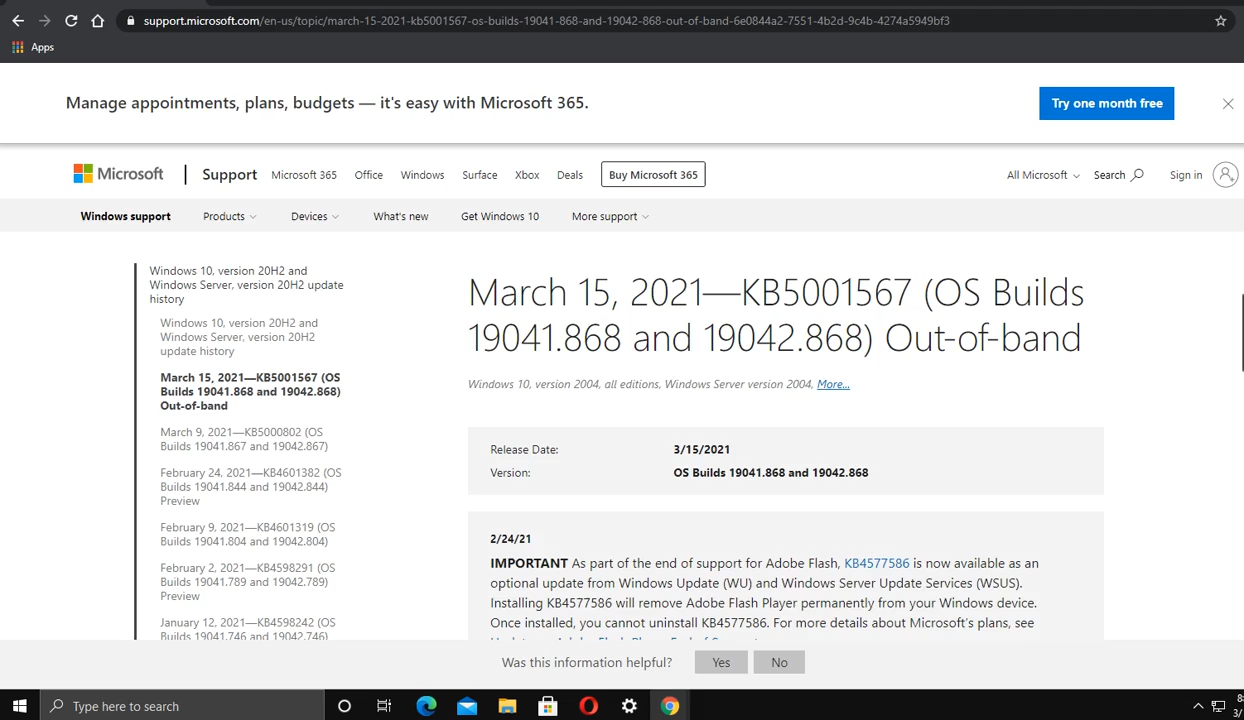 support.microsoft.com/en-us/topic/march-15-2021-kb5001567-os-builds-19041-868-and-19042-868-out-of-band-6e0844a2-7551-4b2d-9c4b-4274a5949bf3
Apps
Manage appointments, plans, budgets — it's easy with Microsoft 365.
Try one month free
Microsoft Support Microsoft 365 Office Windows Surface Xbox Deals Buy Microsoft 365 All Microsoft Search Sign in
Windows support Products Devices What's new Get Windows 10 More support
Windows 10, version 20H2 and
Windows Server, version 20H2 update
history
Windows 10, version 20H2 and
Windows Server, version 20H2
update history
March 15, 2021—KB5001567 (OS
Builds 19041.868 and 19042.868)
Out-of-band
March 9, 2021—KB5000802 (OS
Builds 19041.867 and 19042.867)
February 24, 2021—KB4601382 (OS
Builds 19041.844 and 19042.844)
Preview
February 9, 2021—KB4601319 (OS
Builds 19041.804 and 19042.804)
February 2, 2021—KB4598291 (OS
Builds 19041.789 and 19042.789)
Preview
January 12, 2021—KB4598242 (OS
Builds 19041.746 and 19042.746)
March 15, 2021—KB5001567 (OS Builds
19041.868 and 19042.868) Out-of-band
Windows 10, version 2004, all editions, Windows Server version 2004, More...
Release Date: 3/15/2021
Version: OS Builds 19041.868 and 19042.868
2/24/21
IMPORTANT As part of the end of support for Adobe Flash, KB4577586 is now available as an
optional update from Windows Update (WU) and Windows Server Update Services (WSUS).
Installing KB4577586 will remove Adobe Flash Player permanently from your Windows device.
Once installed, you cannot uninstall KB4577586. For more details about Microsoft's plans, see
Was this information helpful? Yes No
Type here to search